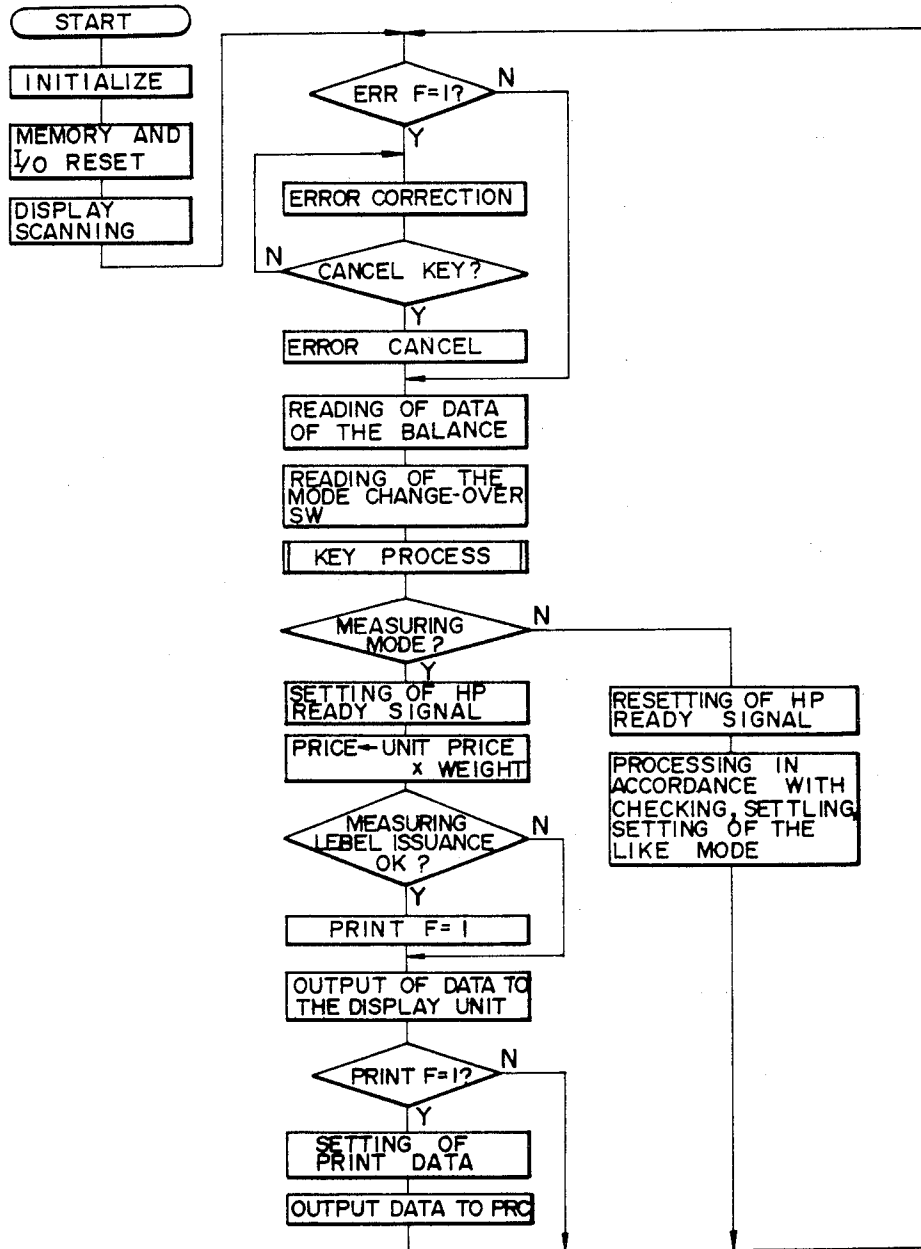 START
INITIALIZE
MEMORY AND
I/O RESET
DISPLAY
SCANNING
ERR F=1?
N
Y
ERROR CORRECTION
CANCEL KEY?
N
Y
ERROR CANCEL
READING OF DATA
OF THE BALANCE
READING OF THE
MODE CHANGE-OVER
SW
KEY PROCESS
MEASURING
MODE?
N
Y
SETTING OF HP
READY SIGNAL
PRICE←UNIT PRICE
x WEIGHT
MEASURING
LEBEL ISSUANCE
OK ?
N
Y
PRINT F= 1
OUTPUT OF DATA TO
THE DISPLAY UNIT
PRINT F=1?
N
Y
SETTING OF
PRINT DATA
OUTPUT DATA TO PRC
RESETTING OF HP
READY SIGNAL
PROCESSING IN
ACCORDANCE WITH
CHECKING, SETTLING,
SETTING OF THE
LIKE MODE